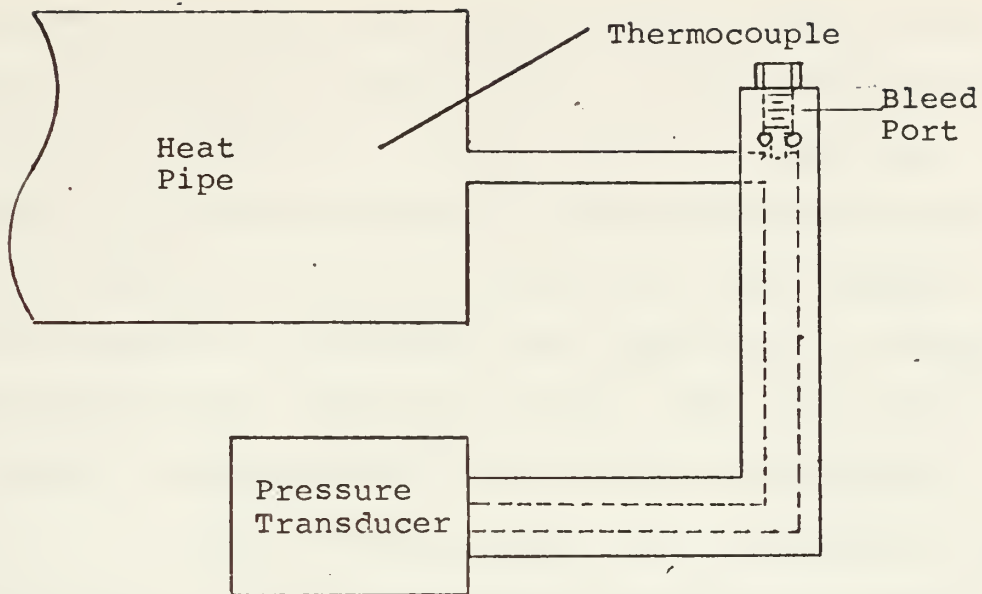 Thermocouple
Bleed
Port
Heat
Pipe
Pressure
Transducer